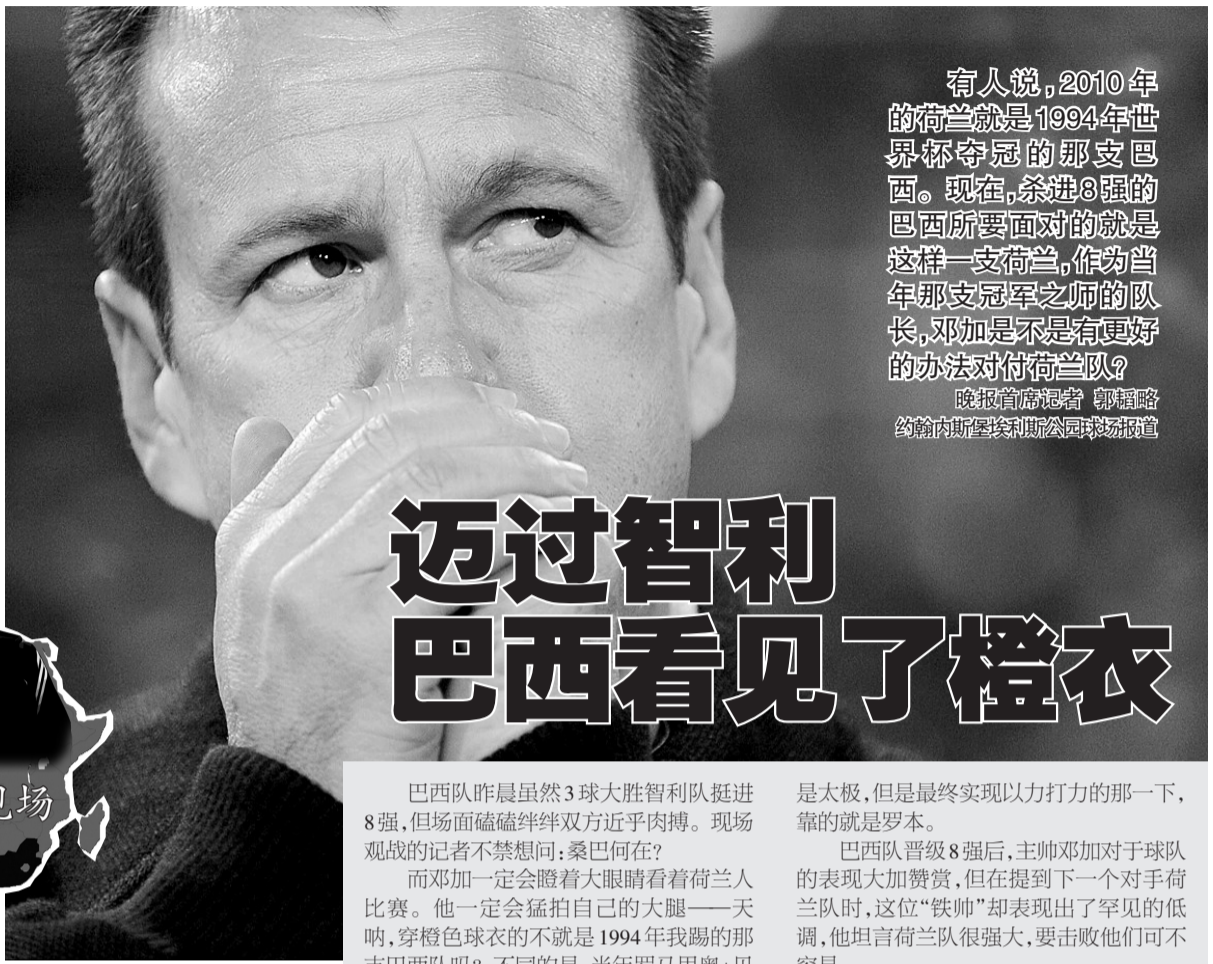 有人说,2010年
的荷兰就是1994年世
界杯夺冠的那支巴
西。现在,杀进8强的
巴西所要面对的就是
这样一支荷兰,作为当
年那支冠军之师的队
长,邓加是不是有更好
的办法对付荷兰队?
晚报首席记者 郭韬略
约翰内斯堡埃利斯公园球场报道
迈过智利
巴西看见了橙衣
场
巴西队昨晨虽然3球大胜智利队挺进
8强,但场面磕磕绊绊双方近乎肉搏。现场
观战的记者不禁想问:桑巴何在?
而邓加一定会瞪着大眼睛看着荷兰人
比赛。他一定会猛拍自己的大腿——天
呐,穿橙色球衣的不就是1994年我踢的那
是太极,但是最终实现以力打力的那一下,
靠的就是罗本。
巴西队晋级8强后,主帅邓加对于球队
的表现大加赞赏,但在提到下一个对手荷
兰队时,这位“铁帅”却表现出了罕见的低
调,他坦言荷兰队很强大,要击败他们可不